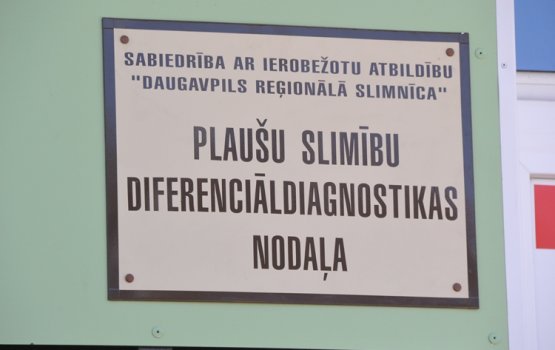 SABIEDRĪBA AR IEROBEŽOTU ATBILDĪBU
"DAUGAVPILS REĢIONĀLĀ SLIMNĪCA"
PLAUŠU SLIMĪBU
DIFERENCIĀLDIAGNOSTIKAS
NODAĻA